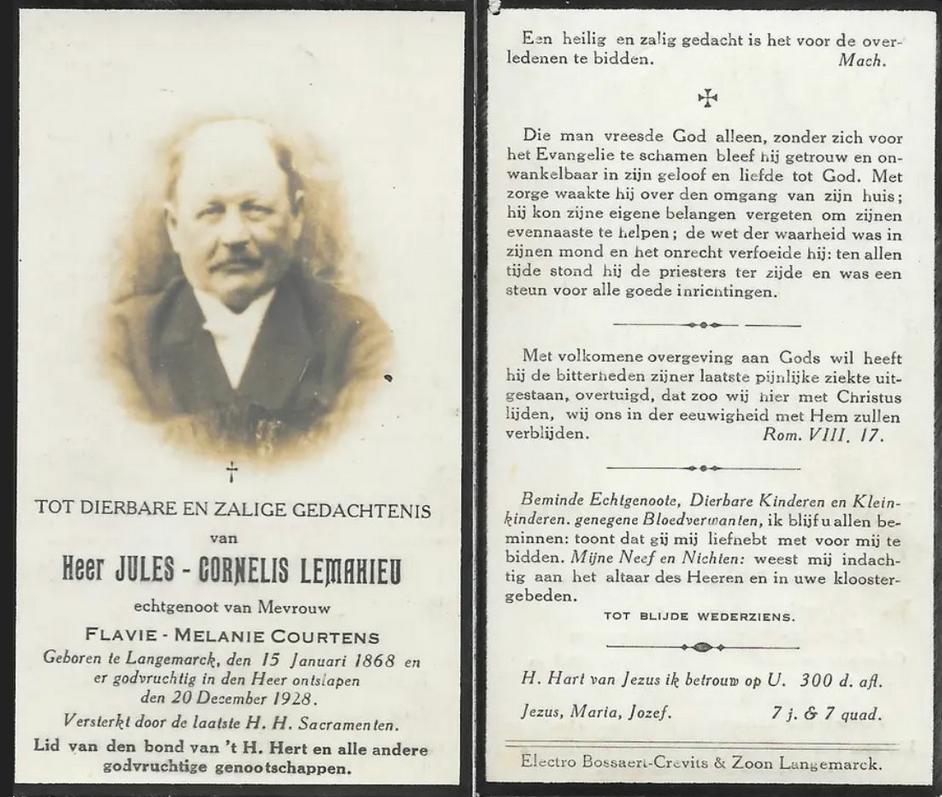 TOT DIERBARE EN ZALIGE GEDACHTENIS
van
Heer JULES - CORNELIS LEMAHIEU
echtgenoot van Mevrouw
FLAVIE - MELANIE COURTENS
Geboren te Langemarck, den 15 Januari 1868 en
er godvruchtig in den Heer ontslapen
den 20 December 1928.
Versterkt door de laatste H. H. Sacramenten.
Lid van den bond van 't H. Hert en alle andere
godvruchtige genootschappen.
Een heilig en zalig gedacht is het voor de over-
ledenen te bidden. Mach.
Die man vreesde God alleen, zonder zich voor
het Evangelie te schamen bleef hij getrouw en on-
wankelbaar in zijn geloof en liefde tot God. Met
zorge waakte hij over den omgang van zijn huis;
hij kon zijne eigene belangen vergeten om zijnen
evennaaste te helpen; de wet der waarheid was in
zijnen mond en het onrecht verfoeide hij: ten allen
tijde stond hij de priesters ter zijde en was een
steun voor alle goede inrichtingen.
Met volkomene overgeving aan Gods wil heeft
hij de bitterheden zijner laatste pijnlijke ziekte uit-
gestaan, overtuigd, dat zoo wij hier met Christus
lijden, wij ons in der eeuwigheid met Hem zullen
verblijden. Rom. VIII. 17.
Beminde Echtgenoote, Dierbare Kinderen en Klein-
kinderen. genegene Bloedverwanten, ik blijf u allen be-
minnen: toont dat gij mij liefhebt met voor mij te
bidden. Mijne Neef en Nichten: weest mij indach-
tig aan het altaar des Heeren en in uwe klooster-
gebeden.
TOT BLIJDE WEDERZIENS.
H. Hart van Jezus ik betrouw op U. 300 d. afl.
Jezus, Maria, Jozef. 7 j. & 7 quad.
Electro Bossaert-Crevits & Zoon Langemarck.